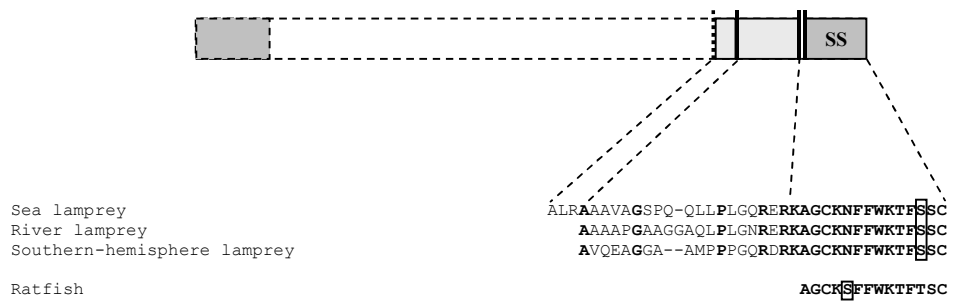 SS
Sea lamprey ALRAAAVAGSPQ-QLLPLGQRERKAGCKNFFWKTFSSC
River lamprey AAAAPGAAGGAQLPLGNRERKAGCKNFFWKTFSSC
Southern-hemisphere lamprey AVQEAGGA--AMPPPGQRDRKAGCKNFFWKTFSSC
Ratfish AGCKSFFWKTFTSC